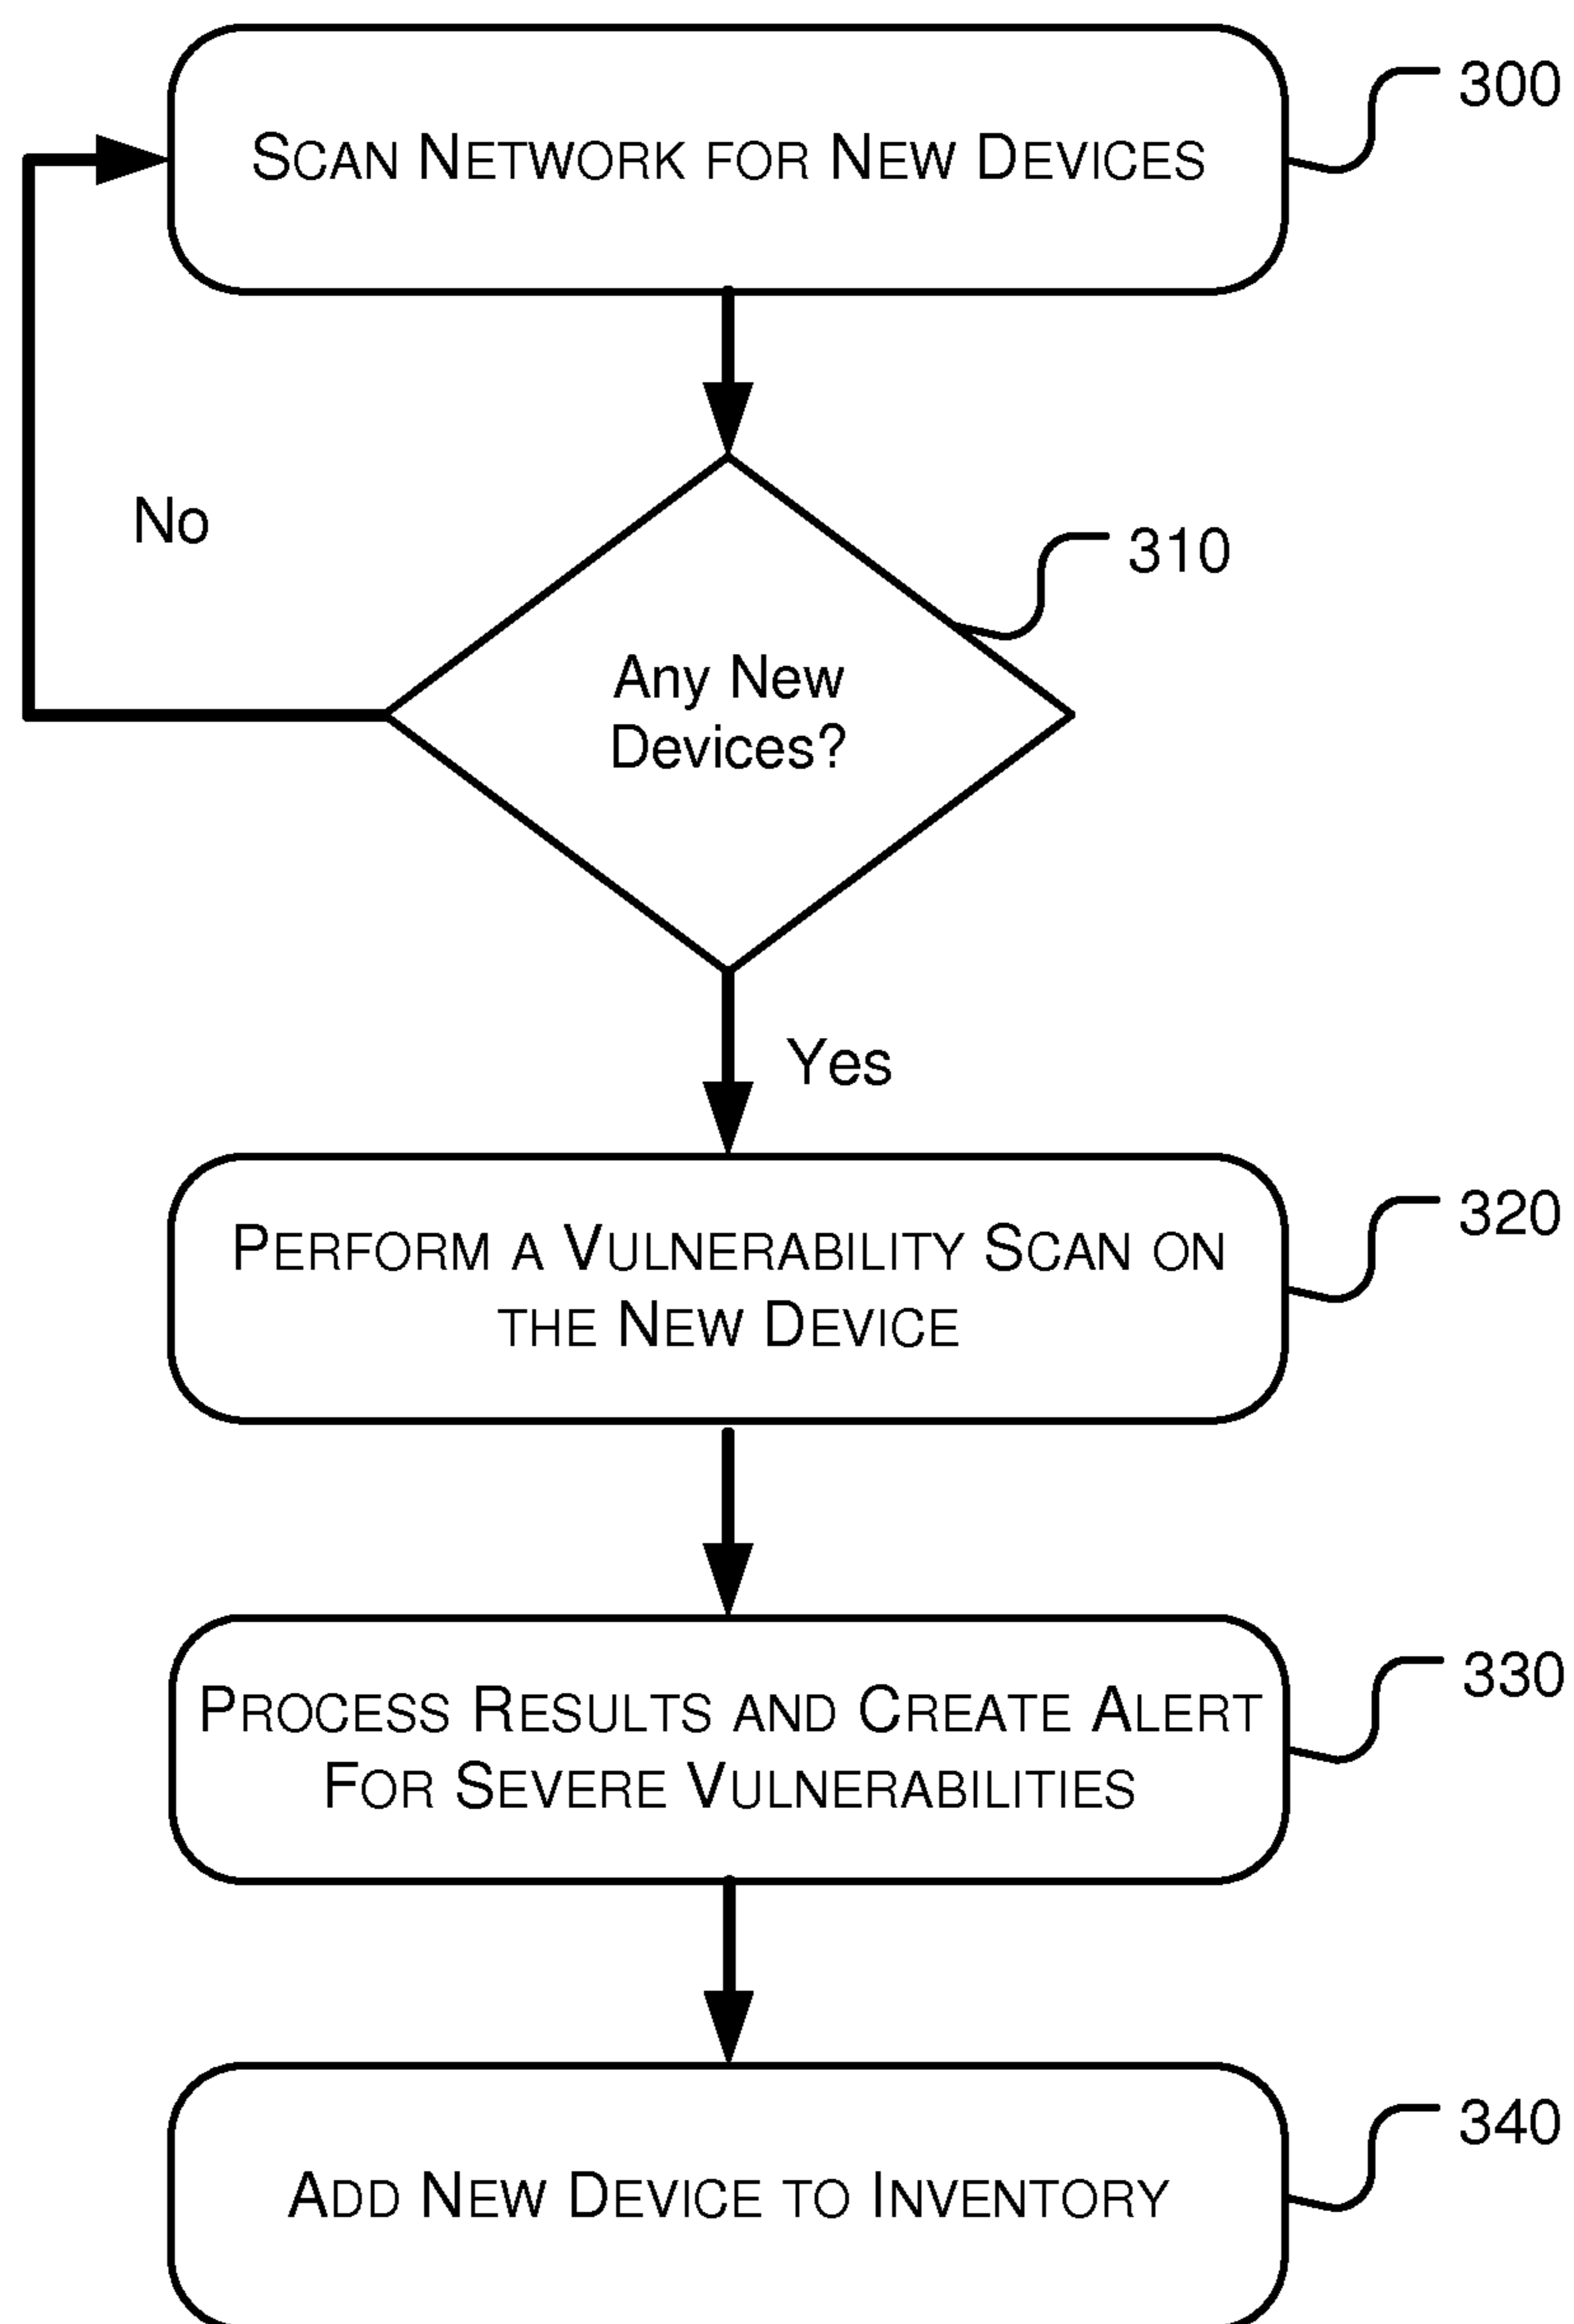 SCAN NETWORK FOR NEW DEVICES
300
No
310
Any New
Devices?
Yes
PERFORM A VULNERABILITY SCAN ON
THE NEW DEVICE
320
PROCESS RESULTS AND CREATE ALERT
FOR SEVERE VULNERABILITIES
330
ADD NEW DEVICE TO INVENTORY
340